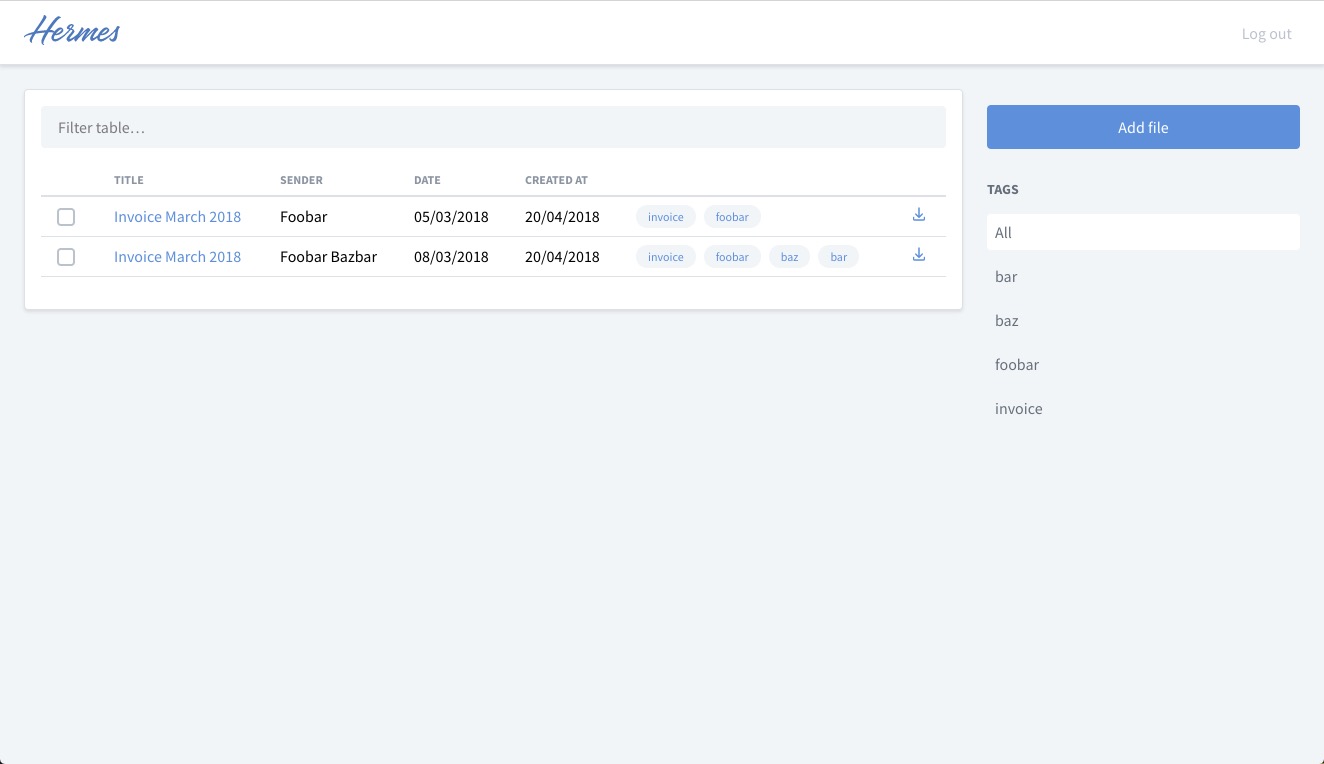 Hermes
Log out
Filter table...
TITLE SENDER DATE CREATED AT
Invoice March 2018 Foobar 05/03/2018 20/04/2018 invoice foobar
Invoice March 2018 Foobar Bazbar 08/03/2018 20/04/2018 invoice foobar baz bar
Add file
TAGS
All
bar
baz
foobar
invoice